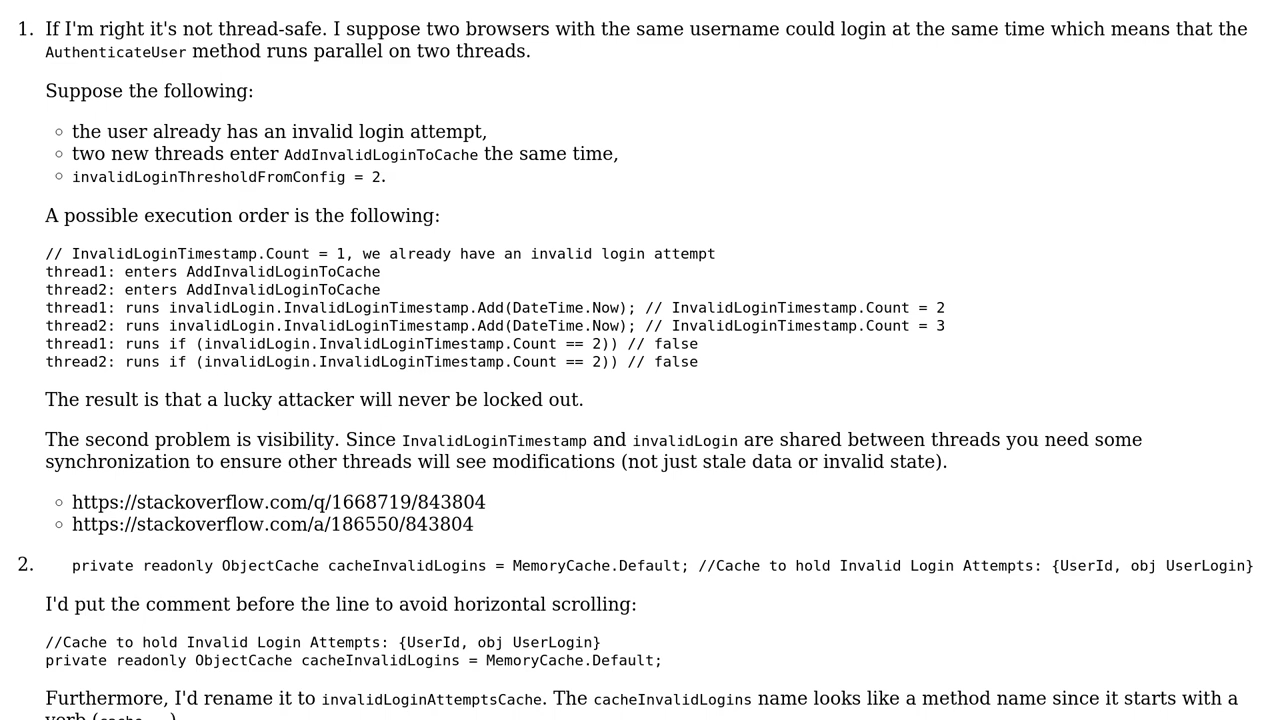 1. If I'm right it's not thread-safe. I suppose two browsers with the same username could login at the same time which means that the
AuthenticateUser method runs parallel on two threads.
Suppose the following:
◦ the user already has an invalid login attempt,
◦ two new threads enter AddInvalidLoginToCache the same time,
◦ invalidLoginThresholdFromConfig = 2.
A possible execution order is the following:
// InvalidLoginTimestamp.Count = 1, we already have an invalid login attempt
thread1: enters AddInvalidLoginToCache
thread2: enters AddInvalidLoginToCache
thread1: runs invalidLogin.InvalidLoginTimestamp.Add(DateTime.Now); // InvalidLoginTimestamp.Count = 2
thread2: runs invalidLogin.InvalidLoginTimestamp.Add(DateTime.Now); // InvalidLoginTimestamp.Count = 3
thread1: runs if (invalidLogin.InvalidLoginTimestamp.Count == 2)) // false
thread2: runs if (invalidLogin.InvalidLoginTimestamp.Count == 2)) // false
The result is that a lucky attacker will never be locked out.
The second problem is visibility. Since InvalidLoginTimestamp and invalidLogin are shared between threads you need some
synchronization to ensure other threads will see modifications (not just stale data or invalid state).
◦ https://stackoverflow.com/q/1668719/843804
◦ https://stackoverflow.com/a/186550/843804
2. private readonly ObjectCache cacheInvalidLogins = MemoryCache.Default; //Cache to hold Invalid Login Attempts: {UserId, obj UserLogin}
I'd put the comment before the line to avoid horizontal scrolling:
//Cache to hold Invalid Login Attempts: {UserId, obj UserLogin}
private readonly ObjectCache cacheInvalidLogins = MemoryCache.Default;
Furthermore, I'd rename it to invalidLoginAttemptsCache. The cacheInvalidLogins name looks like a method name since it starts with a
verb (cache...)